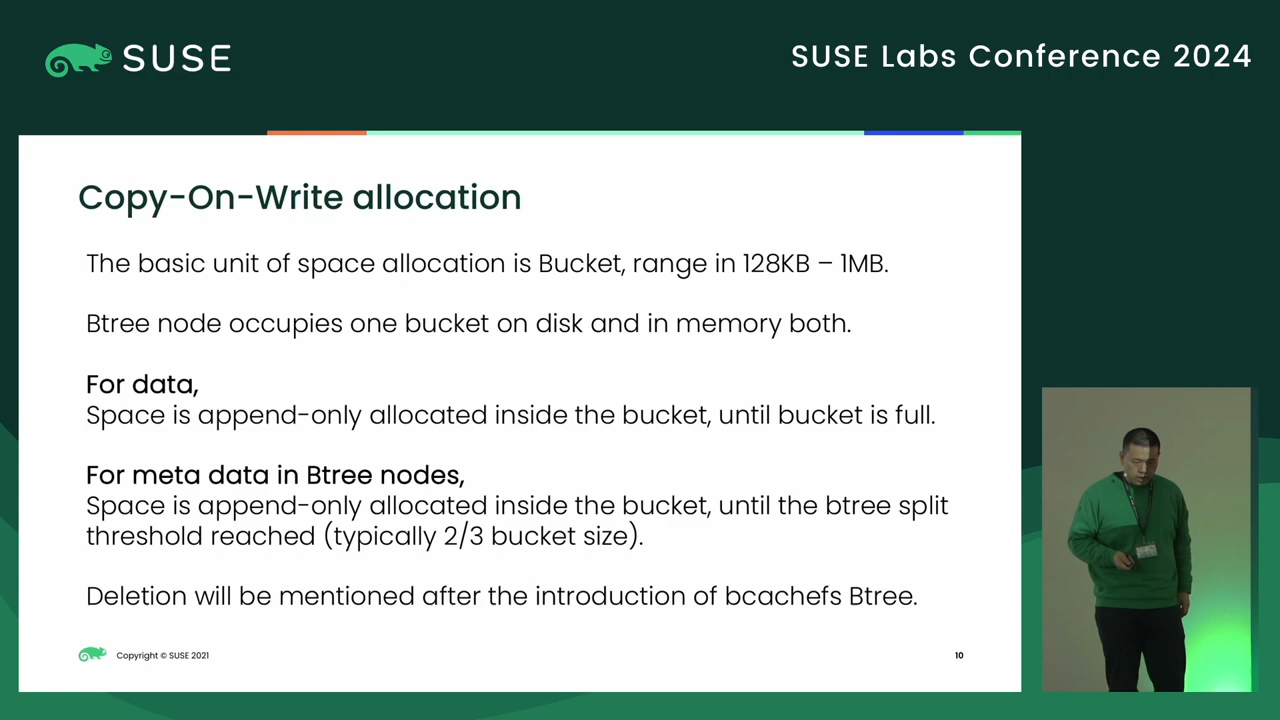 SUSE
SUSE Labs Conference 2024
Copy-On-Write allocation
The basic unit of space allocation is Bucket, range in 128KB – 1MB.
Btree node occupies one bucket on disk and in memory both.
For data,
Space is append-only allocated inside the bucket, until bucket is full.
For meta data in Btree nodes,
Space is append-only allocated inside the bucket, until the btree split
threshold reached (typically 2/3 bucket size).
Deletion will be mentioned after the introduction of bcachefs Btree.
Copyright © SUSE 2021
10